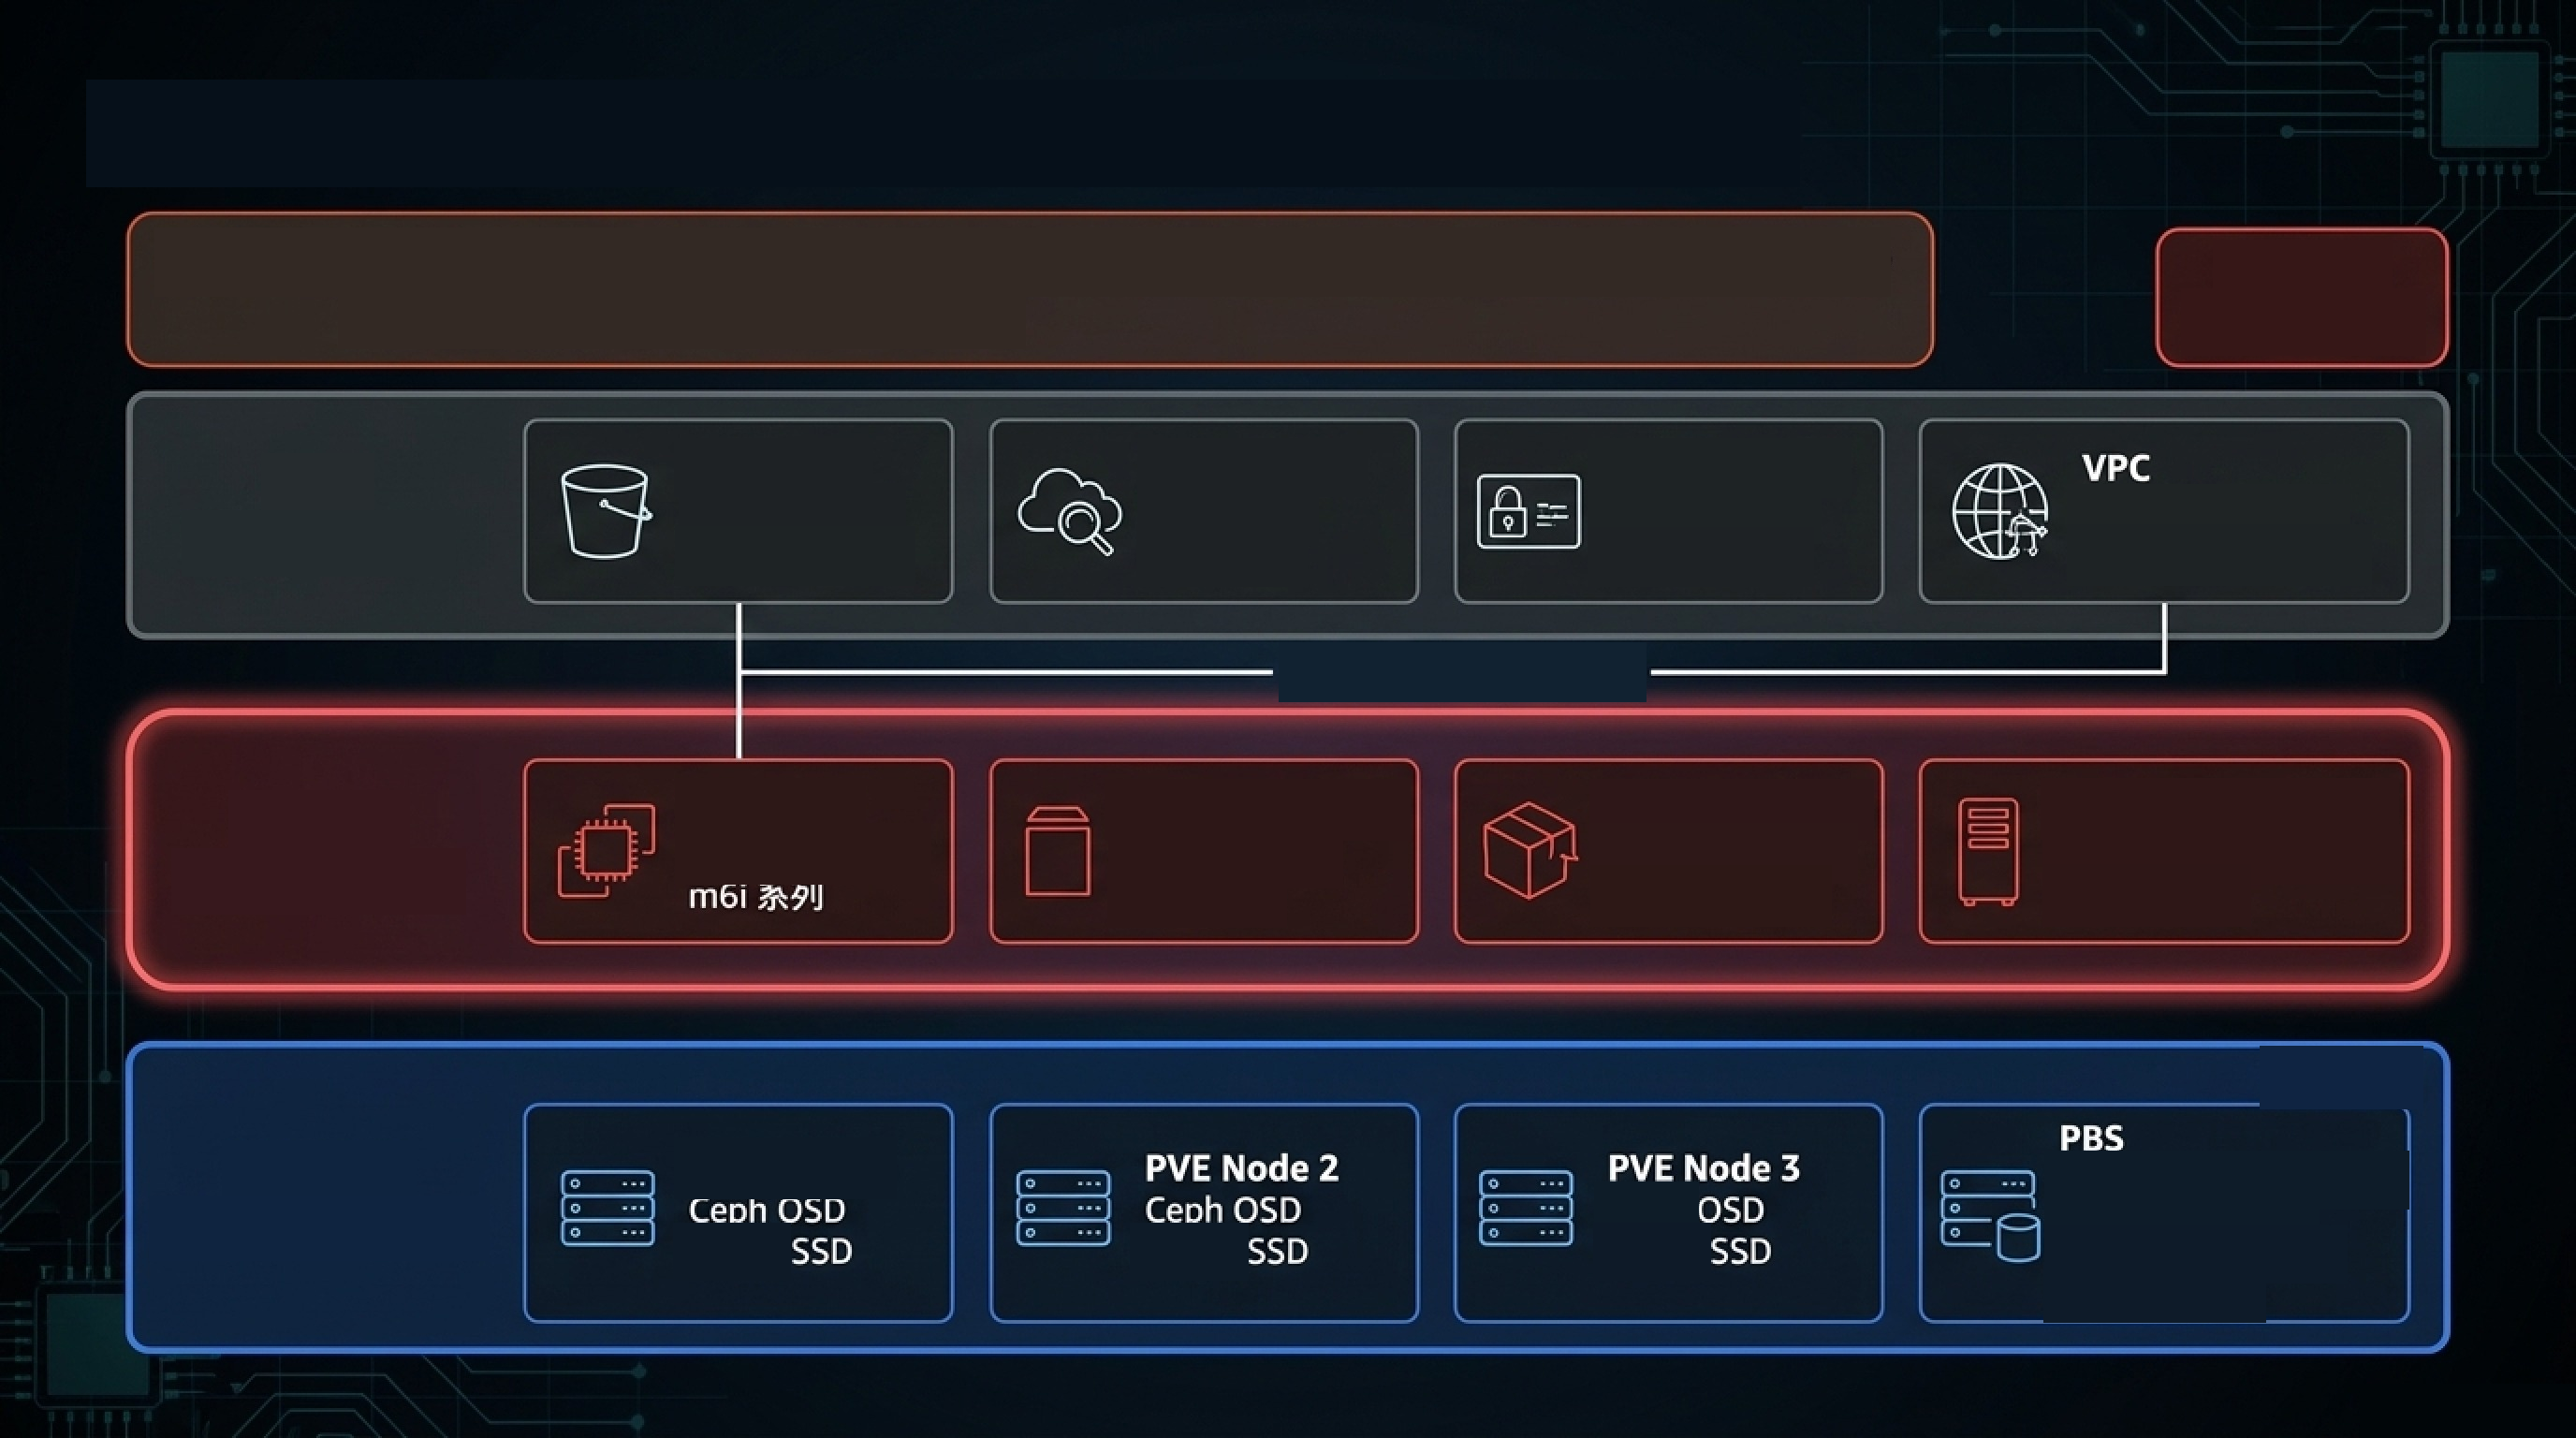 VPC
m6i 系列
Ceph OSD
SSD
PVE Node 2
Ceph OSD
SSD
PVE Node 3
OSD
SSD
PBS